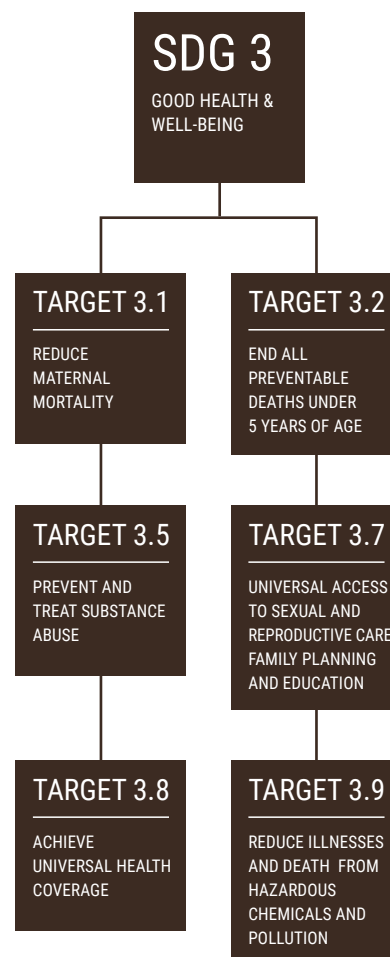 SDG 3
GOOD HEALTH &
WELL-BEING
TARGET 3.1
REDUCE
MATERNAL
MORTALITY
TARGET 3.2
END ALL
PREVENTABLE
DEATHS UNDER
5 YEARS OF AGE
TARGET 3.5
PREVENT AND
TREAT SUBSTANCE
ABUSE
TARGET 3.7
UNIVERSAL ACCESS
TO SEXUAL AND
REPRODUCTIVE CARE
FAMILY PLANNING
AND EDUCATION
TARGET 3.8
ACHIEVE
UNIVERSAL HEALTH
COVERAGE
TARGET 3.9
REDUCE ILLNESSES
AND DEATH FROM
HAZARDOUS
CHEMICALS AND
POLLUTION